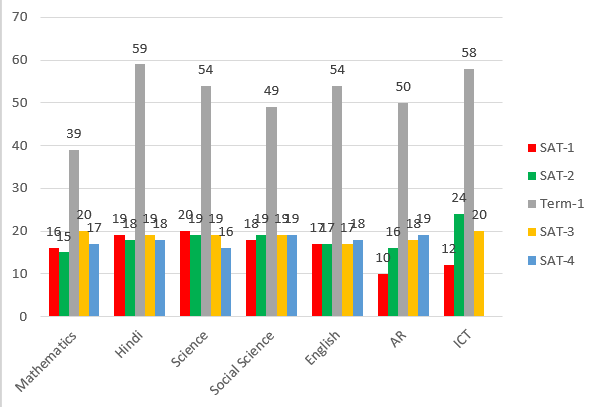 70
60
50
40
30
20
10
0
16 15 39 20 17
19 18 59 19 18
20 19 54 19 16
18 19 49 19 19
17 17 54 17 18
10 16 50 18 19
12 24 58 20
Mathematics
Hindi
Science
Social Science
English
AR
ICT
SAT-1
SAT-2
Term-1
SAT-3
SAT-4